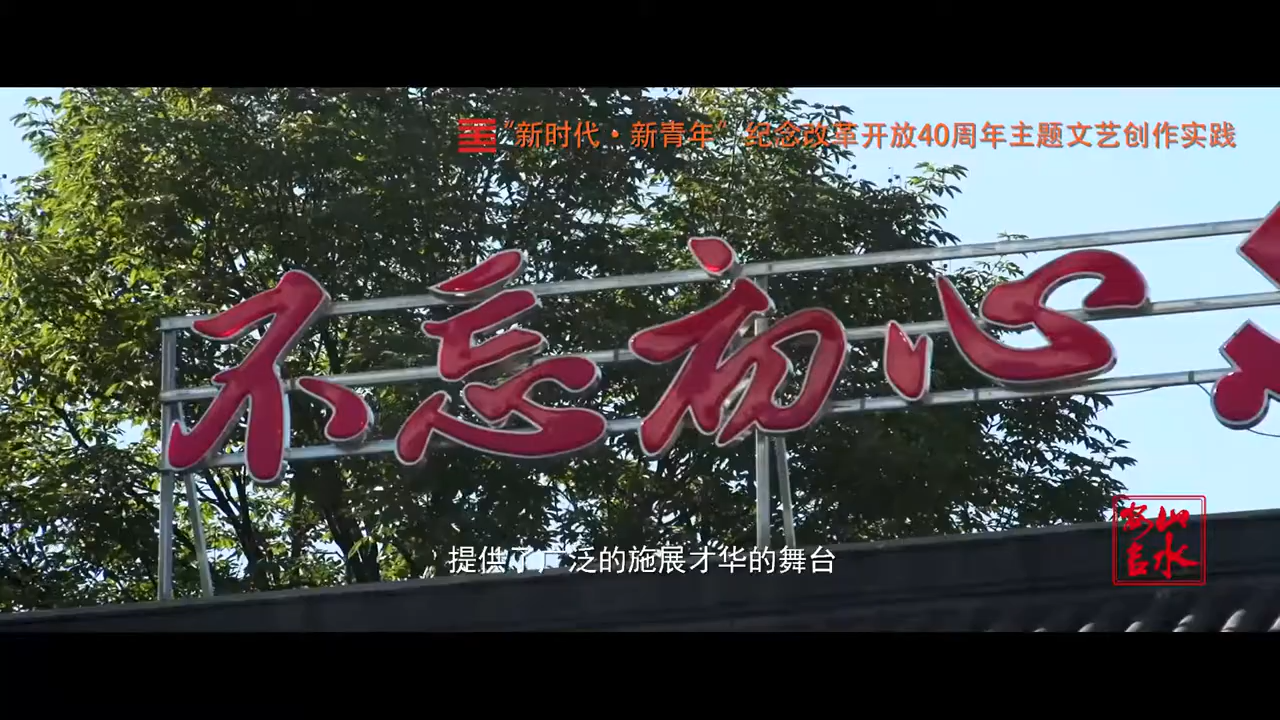 “新时代·新青年”纪念改革开放40周年主题文艺创作实践
不忘初心
提供了广泛的施展才华的舞台
山水